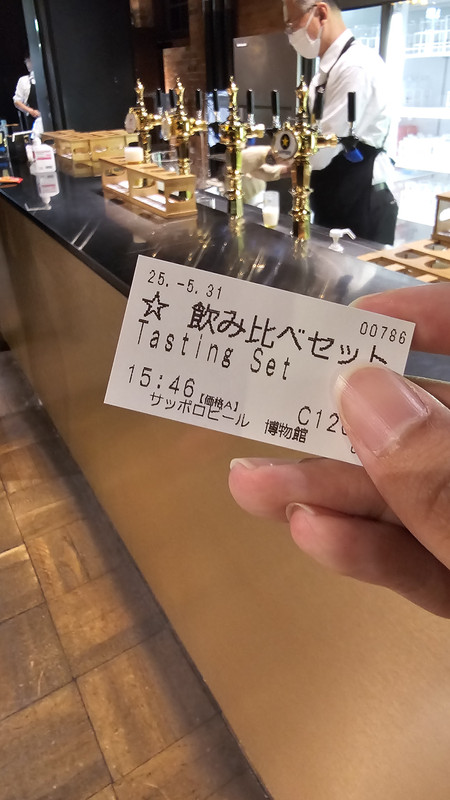 25.-5.31
00786
☆ 飲み比べセット
Tasting Set
15:46【価格A】
サッポロビール 博物館